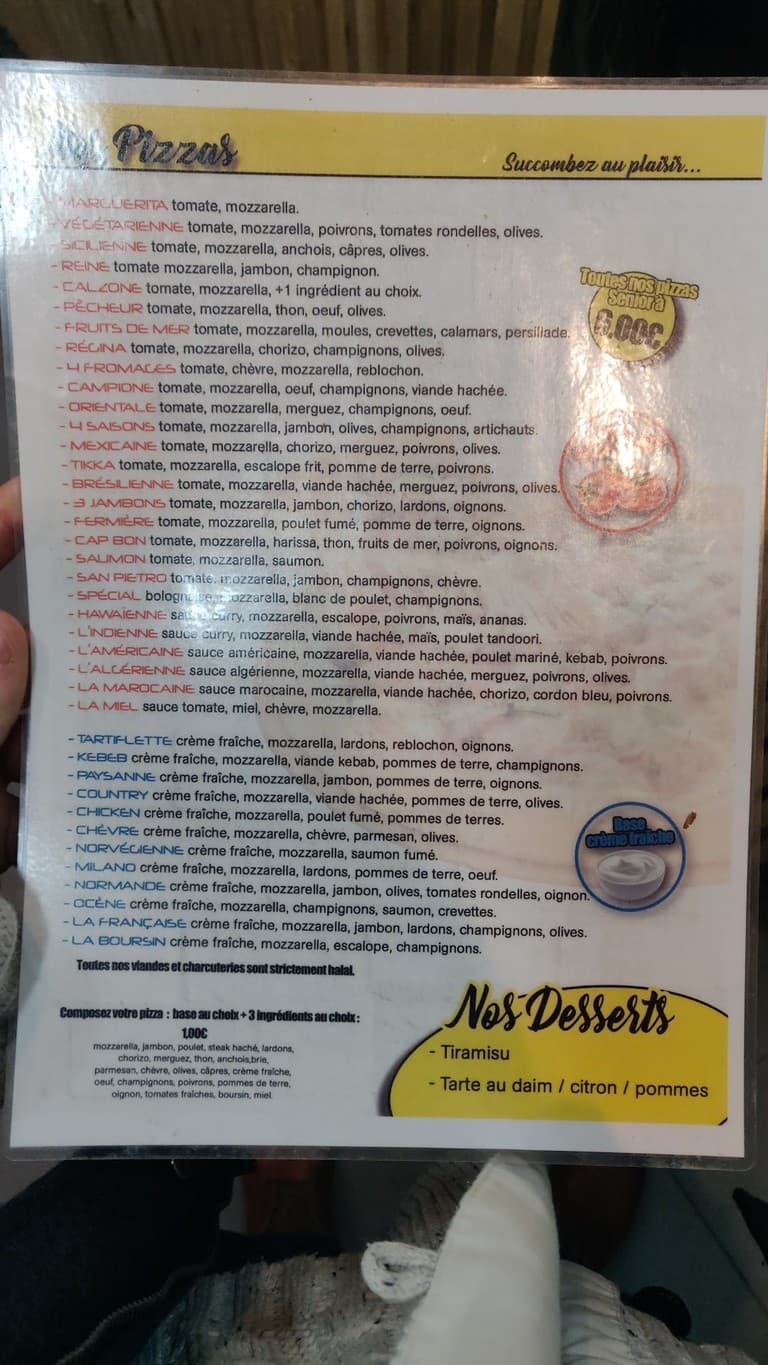 Nos Pizzas
Succombez au plaisir...
- MARGUERITA tomate, mozzarella.
- VÉGÉTARIENNE tomate, mozzarella, poivrons, tomates rondelles, olives.
- SICILIENNE tomate, mozzarella, anchois, câpres, olives.
- REINE tomate mozzarella, jambon, champignon.
- CALZONE tomate, mozzarella, +1 ingrédient au choix.
- PÊCHEUR tomate, mozzarella, thon, oeuf, olives.
- FRUITS DE MER tomate, mozzarella, moules, crevettes, calamars, persillade.
- RÉGINA tomate, mozzarella, chorizo, champignons, olives.
- 4 FROMAGES tomate, chèvre, mozzarella, reblochon.
- CAMPIONE tomate, mozzarella, oeuf, champignons, viande hachée.
- ORIENTALE tomate, mozzarella, merguez, champignons, oeuf.
- 4 SAISONS tomate, mozzarella, jambon, olives, champignons, artichauts.
- MEXICAINE tomate, mozzarella, chorizo, merguez, poivrons, olives.
- TIKKA tomate, mozzarella, escalope frit, pomme de terre, poivrons.
- BRÉSILIENNE tomate, mozzarella, viande hachée, merguez, poivrons, olives.
- 3 JAMBONS tomate, mozzarella, jambon, chorizo, lardons, oignons.
- FERMIÈRE tomate, mozzarella, poulet fumé, pomme de terre, oignons.
- CAP BON tomate, mozzarella, harissa, thon, fruits de mer, poivrons, oignons.
- SAUMON tomate, mozzarella, saumon.
- SAN PIETRO tomate, mozzarella, jambon, champignons, chèvre.
- SPÉCIAL bolognaise, mozzarella, blanc de poulet, champignons.
- HAWAÏENNE sauce curry, mozzarella, escalope, poivrons, maïs, ananas.
- L'INDIENNE sauce curry, mozzarella, viande hachée, maïs, poulet tandoori.
- L'AMÉRICAINE sauce américaine, mozzarella, viande hachée, poulet mariné, kebab, poivrons.
- L'ALGÉRIENNE sauce algérienne, mozzarella, viande hachée, merguez, poivrons, olives.
- LA MAROCAINE sauce marocaine, mozzarella, viande hachée, chorizo, cordon bleu, poivrons.
- LA MIEL sauce tomate, miel, chèvre, mozzarella.
Toutes nos pizzas
Senior à
6.00€
- TARTIFLETTE crème fraîche, mozzarella, lardons, reblochon, oignons.
- KEBEB crème fraîche, mozzarella, viande kebab, pommes de terre, champignons.
- PAYSANNE crème fraîche, mozzarella, jambon, pommes de terre, oignons.
- COUNTRY crème fraîche, mozzarella, viande hachée, pommes de terre, olives.
- CHICKEN crème fraîche, mozzarella, poulet fumé, pommes de terres.
- CHÈVRE crème fraîche, mozzarella, chèvre, parmesan, olives.
- NORVÉGIENNE crème fraîche, mozzarella, saumon fumé.
- MILANO crème fraîche, mozzarella, lardons, pommes de terre, oeuf.
- NORMANDE crème fraîche, mozzarella, jambon, olives, tomates rondelles, oignon.
- OCÈNE crème fraîche, mozzarella, champignons, saumon, crevettes.
- LA FRANÇAISE crème fraîche, mozzarella, jambon, lardons, champignons, olives.
- LA BOURSIN crème fraîche, mozzarella, escalope, champignons.
Base
crème fraîche
Toutes nos viandes et charcuteries sont strictement halal.
Composez votre pizza : base au choix + 3 ingrédients au choix :
1,00€
mozzarella, jambon, poulet, steak haché, lardons,
chorizo, merguez, thon, anchois,brie,
parmesan, chèvre, olives, câpres, crème fraîche,
oeuf, champignons, poivrons, pommes de terre,
oignon, tomates fraîches, boursin, miel.
Nos Desserts
- Tiramisu
- Tarte au daim / citron / pommes